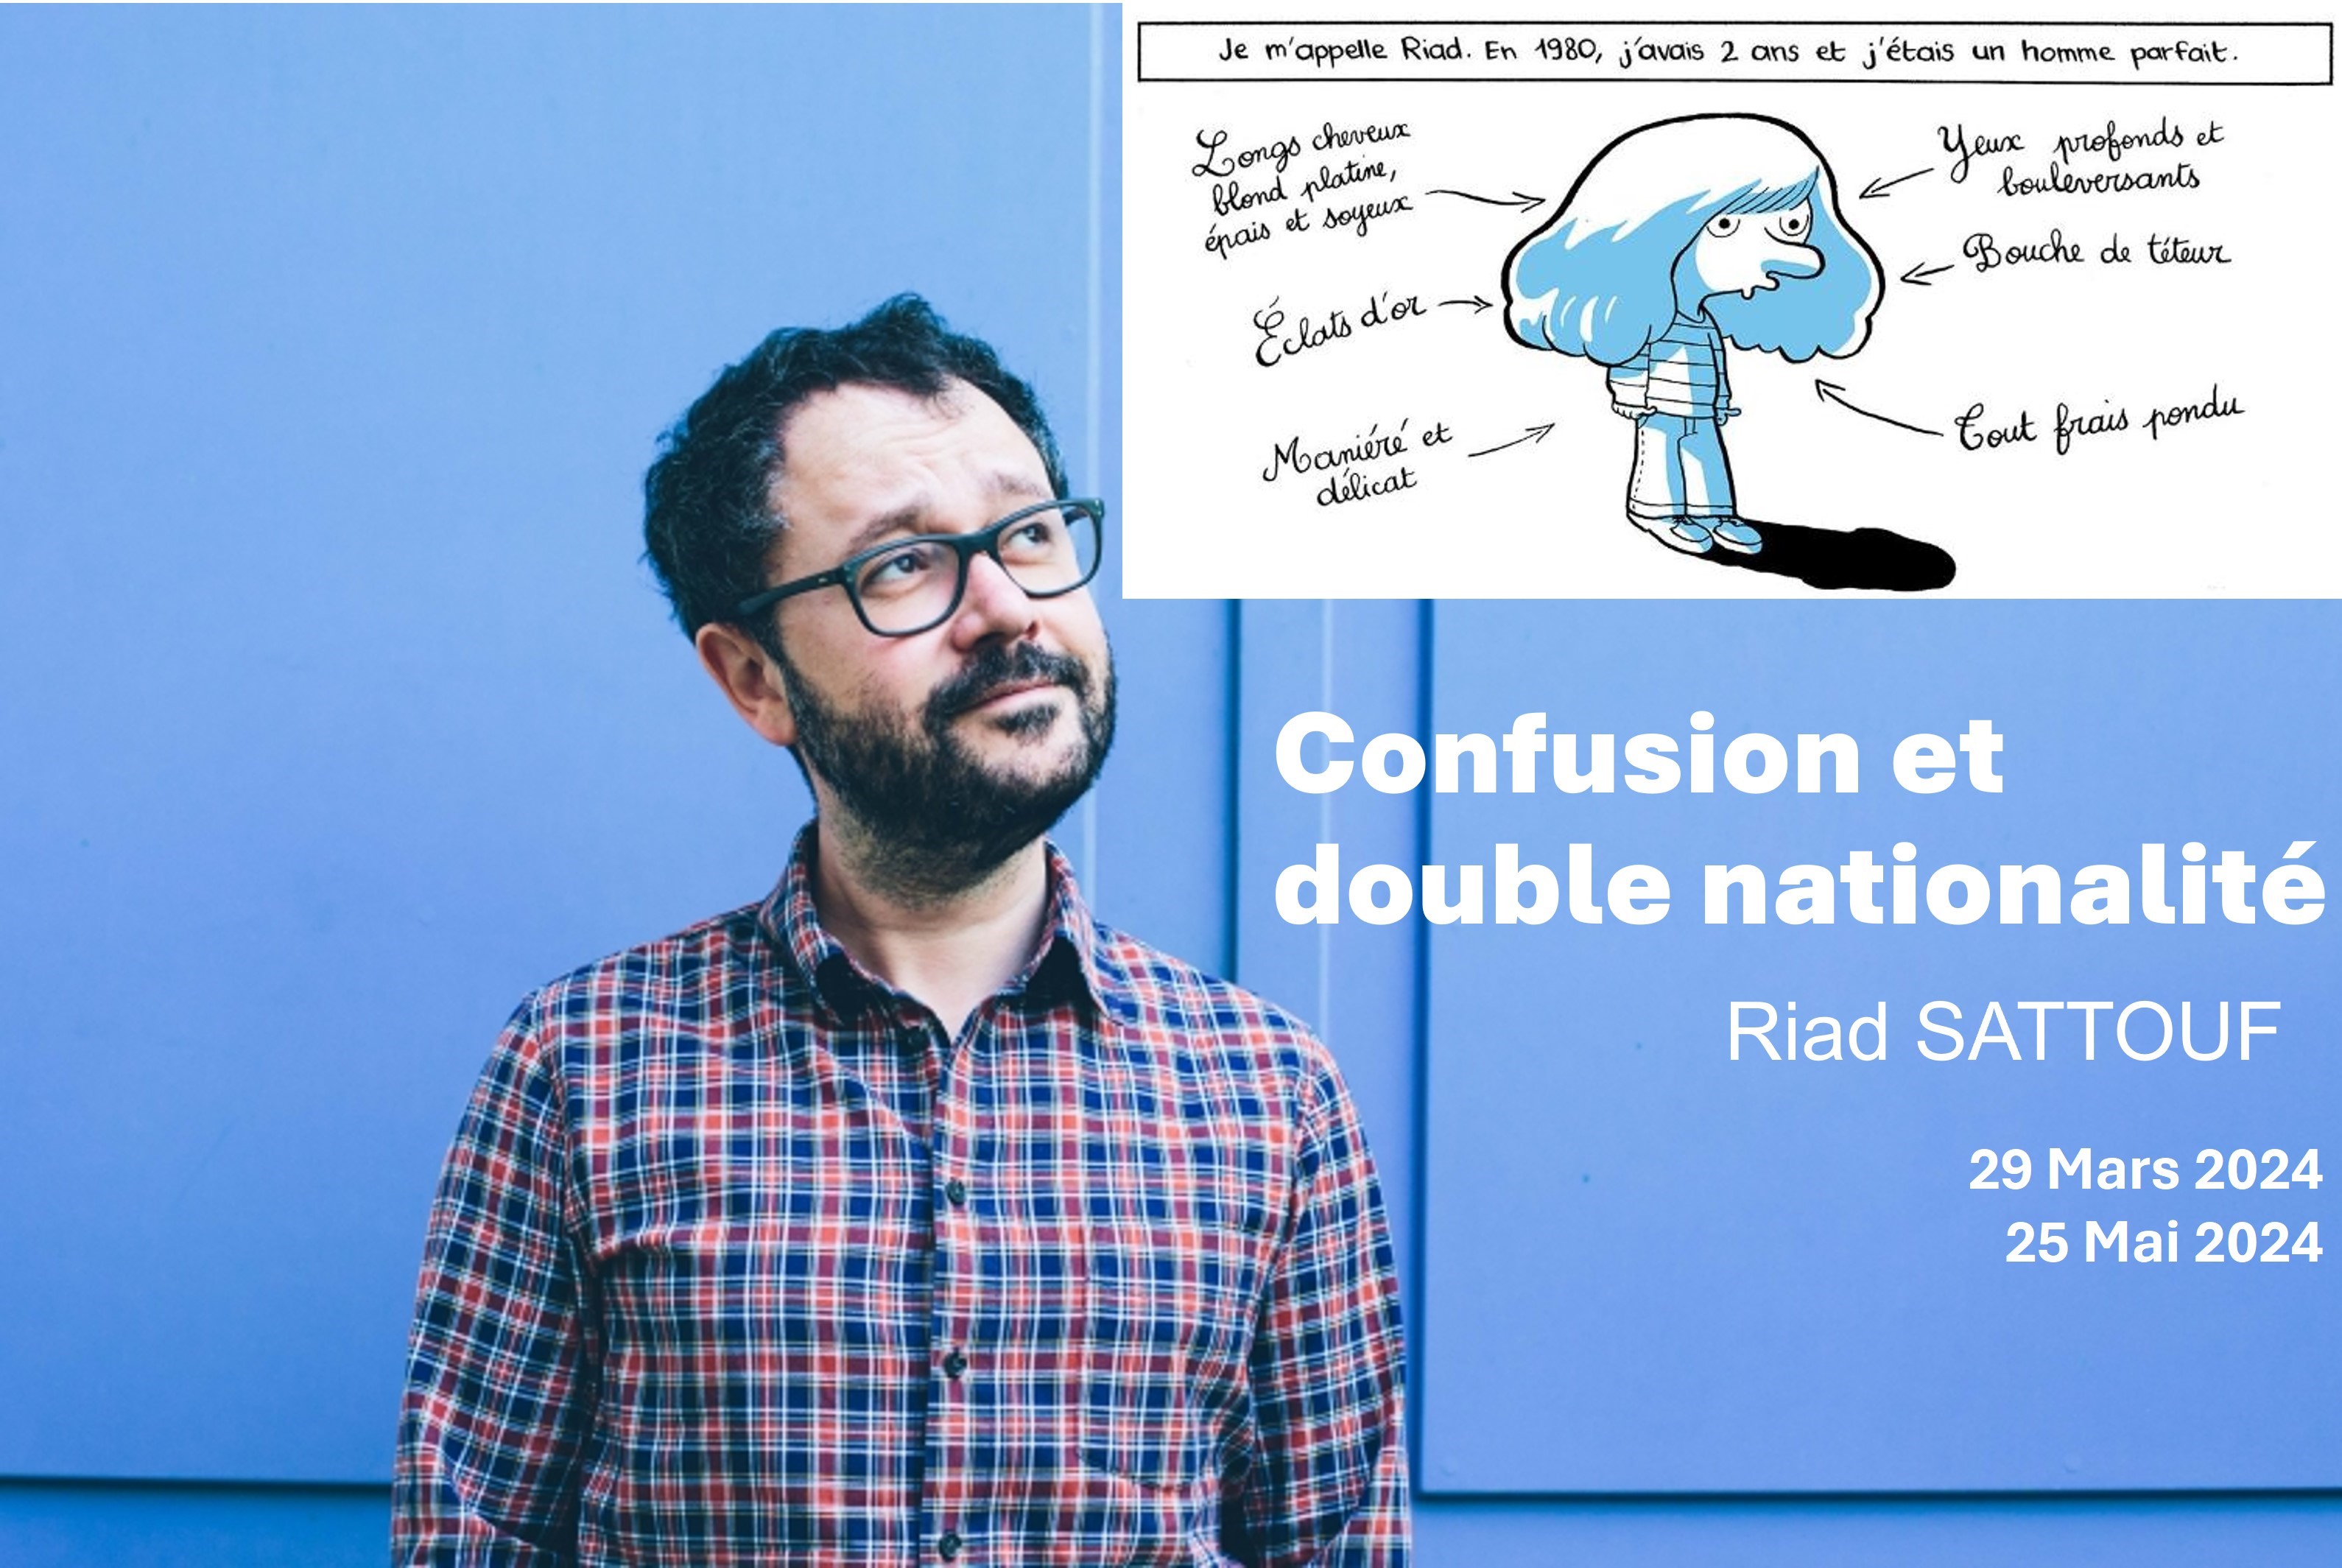 Je m'appelle Riad. En 1980, j'avais 2 ans et j'étais un homme parfait.
Longs cheveux
blond platine,
épais et soyeux
Yeux profonds et
bouleversants
Bouche de téteur
Éclats d'or
Tout frais pondu
Maniéré et
délicat
Confusion et
double nationalité
Riad SATTOUF
29 Mars 2024
25 Mai 2024